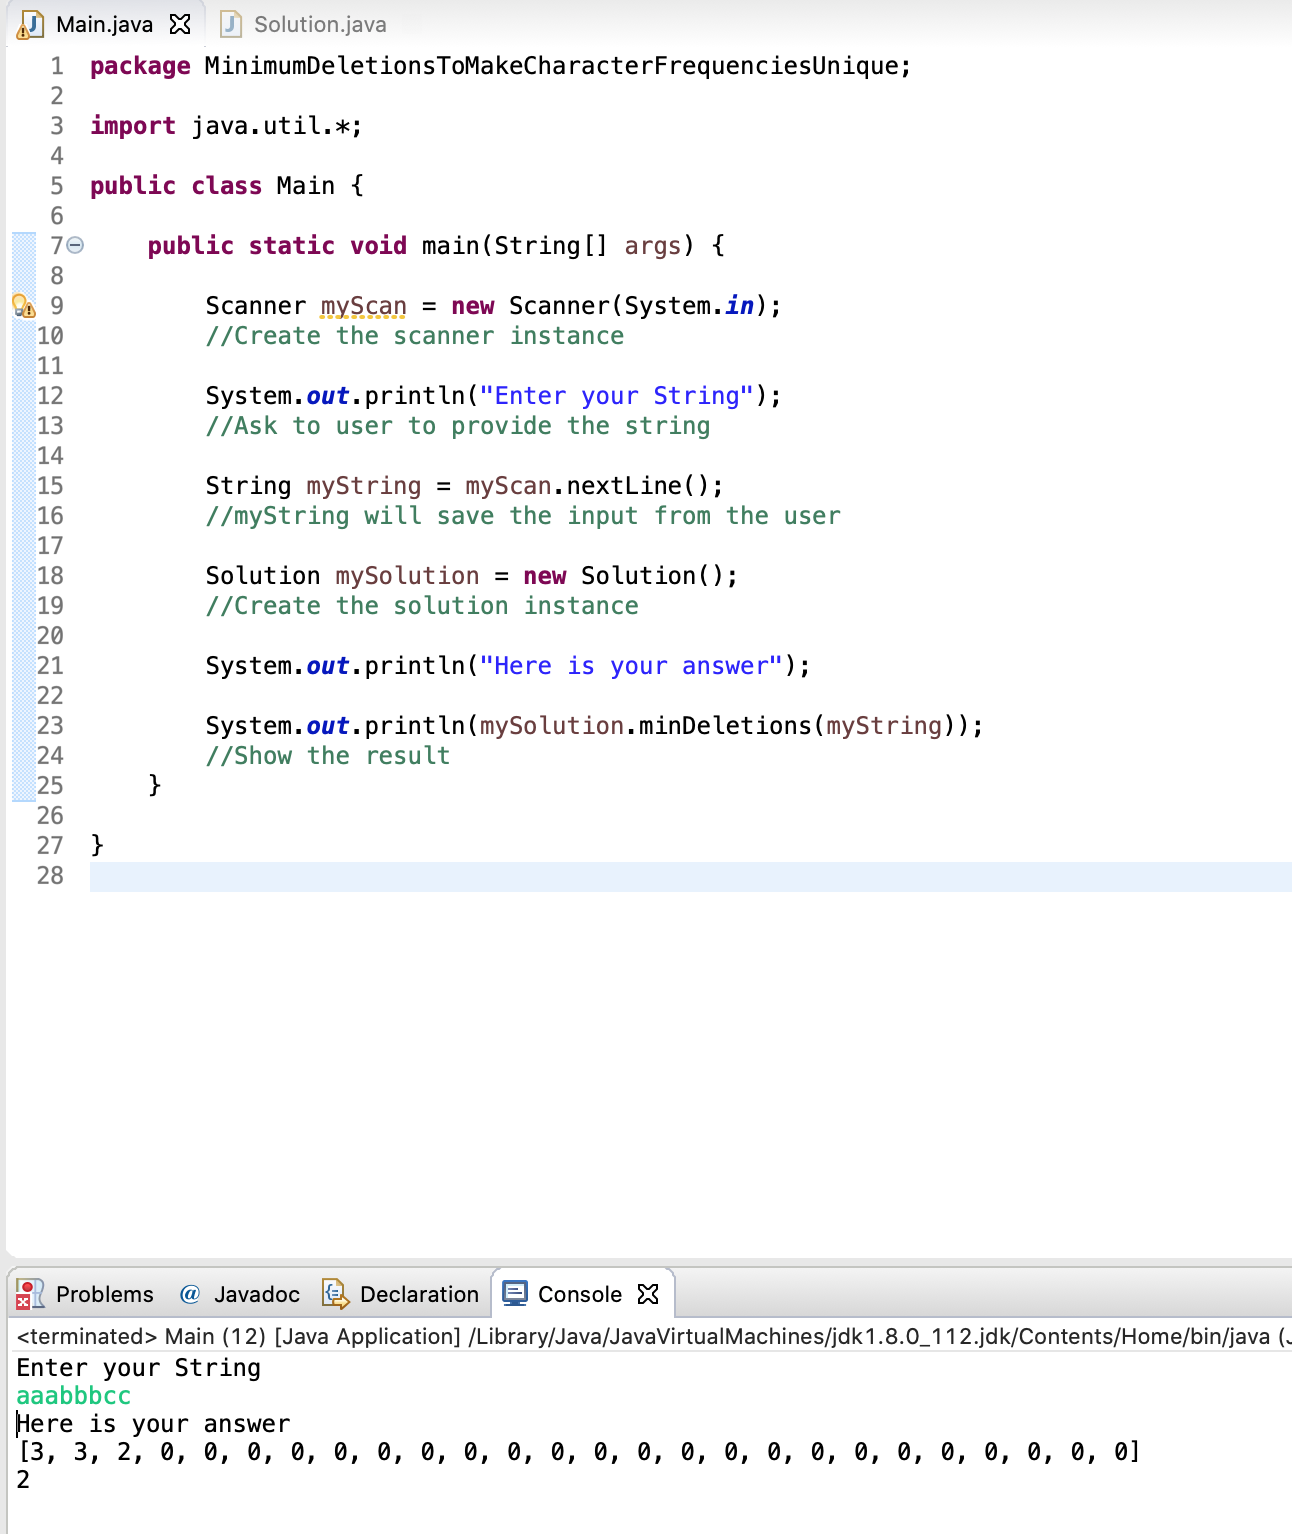 Main.java Solution.java
1 package MinimumDeletionsToMakeCharacterFrequenciesUnique;
2
3 import java.util.*;
4
5 public class Main {
6
7 public static void main(String[] args) {
8
9 Scanner myScan = new Scanner(System.in);
10 //Create the scanner instance
11
12 System.out.println("Enter your String");
13 //Ask to user to provide the string
14
15 String myString = myScan.nextLine();
16 //myString will save the input from the user
17
18 Solution mySolution = new Solution();
19 //Create the solution instance
20
21 System.out.println("Here is your answer");
22
23 System.out.println(mySolution.minDeletions(myString));
24 //Show the result
25 }
26
27 }
28
Problems @ Javadoc Declaration Console
<terminated> Main (12) [Java Application] /Library/Java/JavaVirtualMachines/jdk1.8.0_112.jdk/Contents/Home/bin/java (J
Enter your String
aaabbbcc
Here is your answer
[3, 3, 2, 0, 0, 0, 0, 0, 0, 0, 0, 0, 0, 0, 0, 0, 0, 0, 0, 0, 0, 0, 0, 0, 0, 0]
2